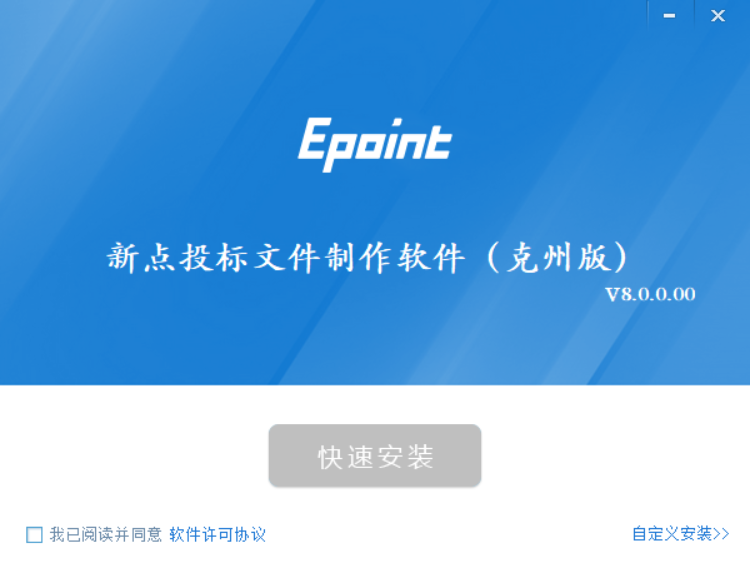 Epoint
新点投标文件制作软件（克州版）
V8.0.0.00
快速安装
我已阅读并同意 软件许可协议
自定义安装>>